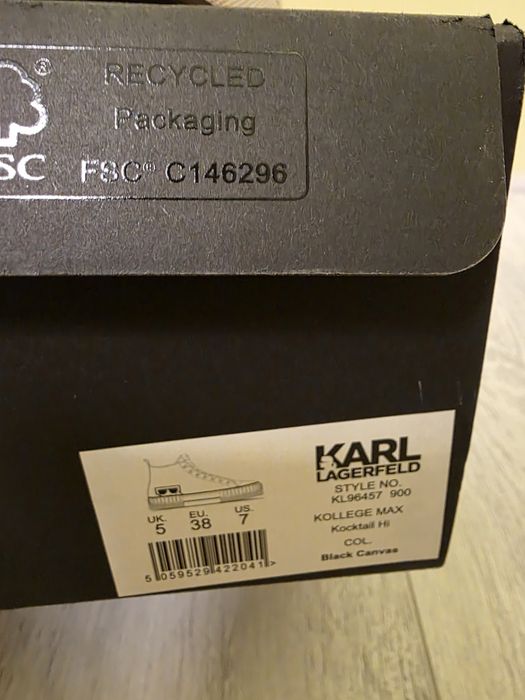 RECYCLED
Packaging
SC FSC® C146296
KARL
LAGERFELD
STYLE NO.
KL96457 900
KOLLEGE MAX
Kocktail Hi
COL.
Black Canvas
UK. EU. US.
5 38 7
5 059529 422041 >